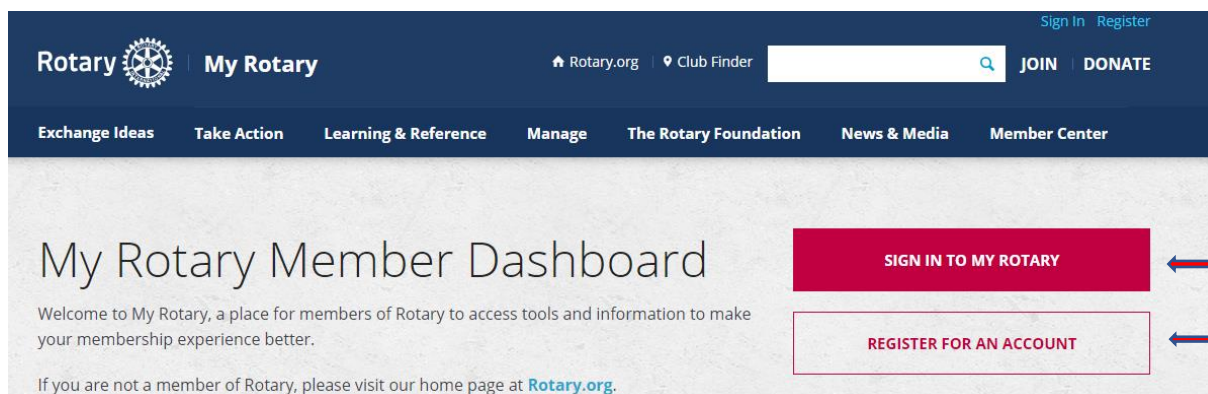 Sign In Register
Rotary My Rotary Rotary.org Club Finder JOIN DONATE
Exchange Ideas Take Action Learning & Reference Manage The Rotary Foundation News & Media Member Center
My Rotary Member Dashboard
SIGN IN TO MY ROTARY
Welcome to My Rotary, a place for members of Rotary to access tools and information to make
your membership experience better.
REGISTER FOR AN ACCOUNT
If you are not a member of Rotary, please visit our home page at Rotary.org.